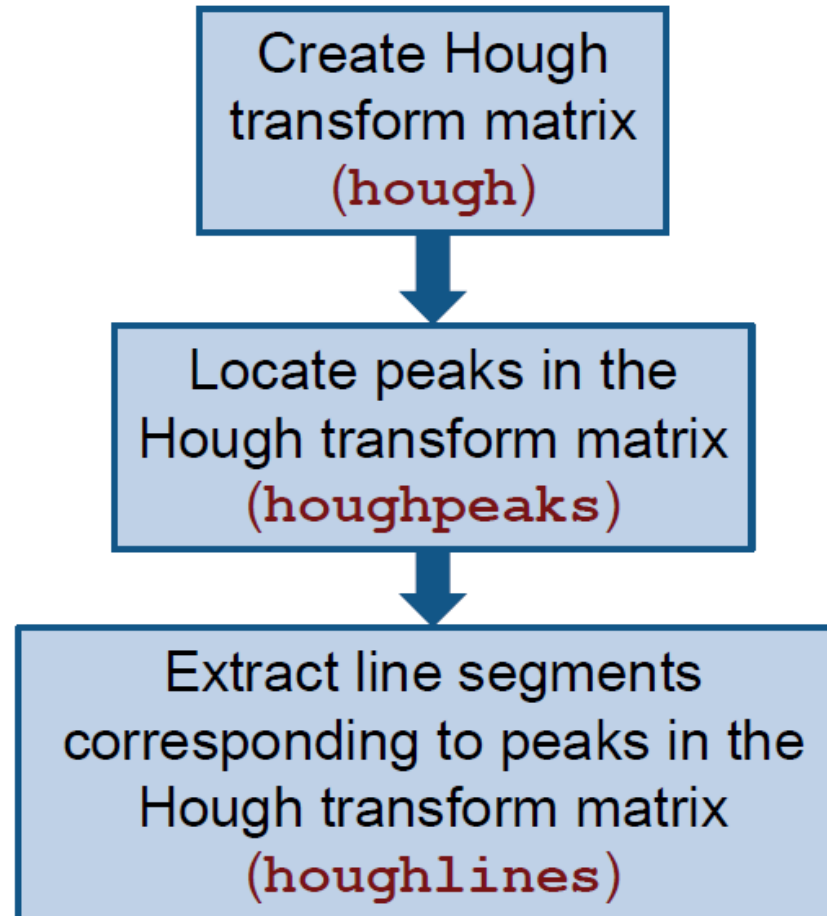 Create Hough
transform matrix
(hough)
Locate peaks in the
Hough transform matrix
(houghpeaks)
Extract line segments
corresponding to peaks in the
Hough transform matrix
(houghlines)